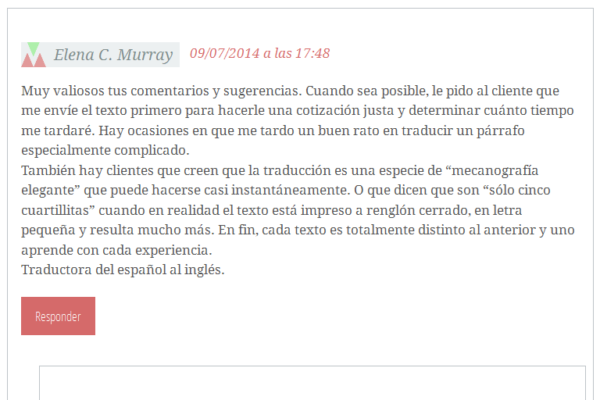 Elena C. Murray 09/07/2014 a las 17:48
Muy valiosos tus comentarios y sugerencias. Cuando sea posible, le pido al cliente que
me envíe el texto primero para hacerle una cotización justa y determinar cuánto tiempo
me tardaré. Hay ocasiones en que me tardo un buen rato en traducir un párrafo
especialmente complicado.
También hay clientes que creen que la traducción es una especie de “mecanografía
elegante” que puede hacerse casi instantáneamente. O que dicen que son “sólo cinco
cuartillitas” cuando en realidad el texto está impreso a renglón cerrado, en letra
pequeña y resulta mucho más. En fin, cada texto es totalmente distinto al anterior y uno
aprende con cada experiencia.
Traductora del español al inglés.
Responder